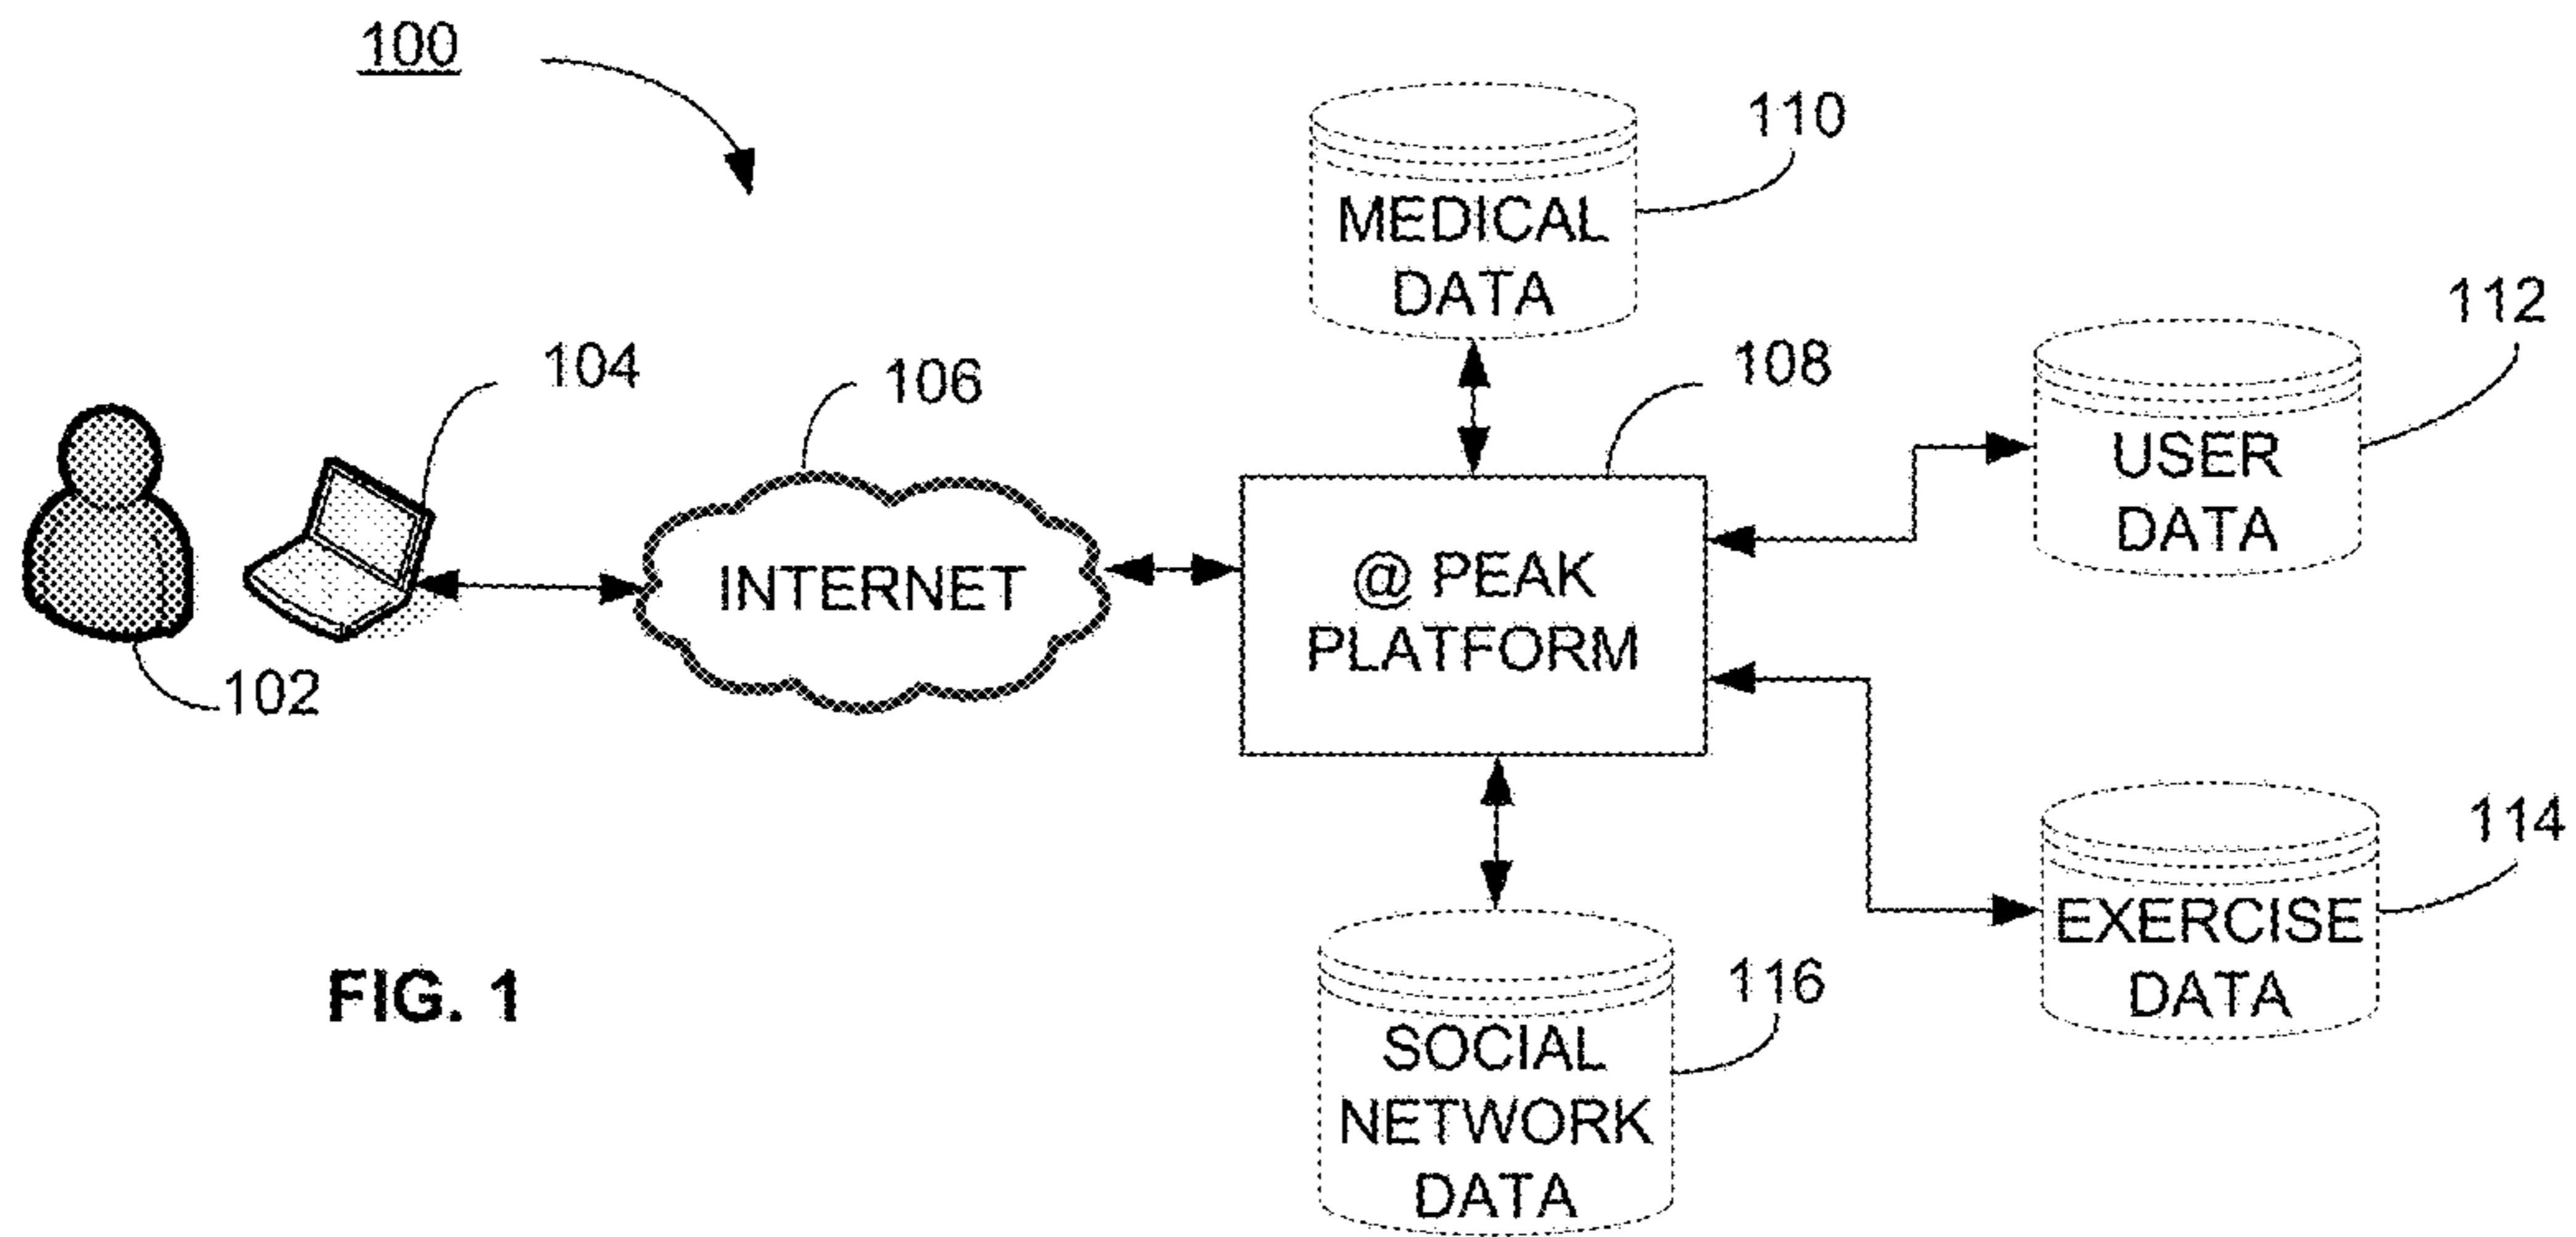 100
110
MEDICAL
DATA
112
108
104
106
USER
DATA
INTERNET
@ PEAK
PLATFORM
102
114
EXERCISE
DATA
116
FIG. 1
SOCIAL
NETWORK
DATA